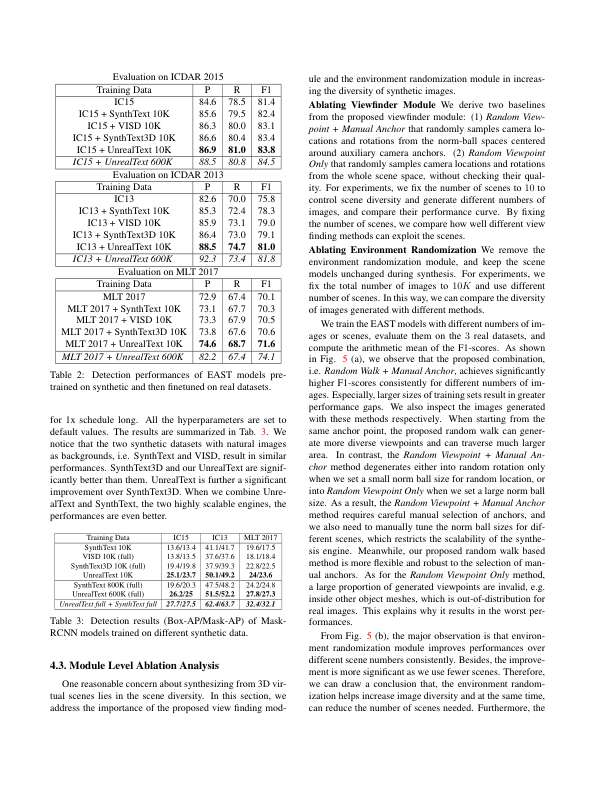 Evaluation on ICDAR 2015
Training Data P R F1
IC15 84.6 78.5 81.4
IC15 + SynthText 10K 85.6 79.5 82.4
IC15 + VISD 10K 86.3 80.0 83.1
IC15 + SynthText3D 10K 86.6 80.4 83.4
IC15 + UnrealText 10K 86.9 81.0 83.8
IC15 + UnrealText 600K 88.5 80.8 84.5
Evaluation on ICDAR 2013
Training Data P R F1
IC13 82.6 70.0 75.8
IC13 + SynthText 10K 85.3 72.4 78.3
IC13 + VISD 10K 85.9 73.1 79.0
IC13 + SynthText3D 10K 86.4 73.0 79.1
IC13 + UnrealText 10K 88.5 74.7 81.0
IC13 + UnrealText 600K 92.3 73.4 81.8
Evaluation on MLT 2017
Training Data P R F1
MLT 2017 72.9 67.4 70.1
MLT 2017 + SynthText 10K 73.1 67.7 70.3
MLT 2017 + VISD 10K 73.3 67.9 70.5
MLT 2017 + SynthText3D 10K 73.8 67.6 70.6
MLT 2017 + UnrealText 10K 74.6 68.7 71.6
MLT 2017 + UnrealText 600K 82.2 67.4 74.1
Table 2: Detection performances of EAST models pre-
trained on synthetic and then finetuned on real datasets.
for 1x schedule long. All the hyperparameters are set to
default values. The results are summarized in Tab. 3. We
notice that the two synthetic datasets with natural images
as backgrounds, i.e. SynthText and VISD, result in similar
performances. SynthText3D and our UnrealText are signif-
icantly better than them. UnrealText is further a significant
improvement over SynthText3D. When we combine Unre-
alText and SynthText, the two highly scalable engines, the
performances are even better.
Training Data IC15 IC13 MLT 2017
SynthText 10K 13.6/13.4 41.1/41.7 19.6/17.5
VISD 10K (full) 13.8/13.5 37.6/37.6 18.1/18.4
SynthText3D 10K (full) 19.4/19.8 37.9/39.3 22.8/22.5
UnrealText 10K 25.1/23.7 50.1/49.2 24/23.6
SynthText 800K (full) 19.6/20.3 47.5/48.2 24.2/24.8
UnrealText 600K (full) 26.2/25 51.5/52.2 27.8/27.3
UnrealText full + SynthText full 27.7/27.5 62.4/63.7 32.4/32.1
Table 3: Detection results (Box-AP/Mask-AP) of Mask-
RCNN models trained on different synthetic data.
4.3. Module Level Ablation Analysis
One reasonable concern about synthesizing from 3D vir-
tual scenes lies in the scene diversity. In this section, we
address the importance of the proposed view finding mod-
ule and the environment randomization module in increas-
ing the diversity of synthetic images.
Ablating Viewfinder Module We derive two baselines
from the proposed viewfinder module: (1) Random View-
point + Manual Anchor that randomly samples camera lo-
cations and rotations from the norm-ball spaces centered
around auxiliary camera anchors. (2) Random Viewpoint
Only that randomly samples camera locations and rotations
from the whole scene space, without checking their qual-
ity. For experiments, we fix the number of scenes to 10 to
control scene diversity and generate different numbers of
images, and compare their performance curve. By fixing
the number of scenes, we compare how well different view
finding methods can exploit the scenes.
Ablating Environment Randomization We remove the
environment randomization module, and keep the scene
models unchanged during synthesis. For experiments, we
fix the total number of images to 10K and use different
number of scenes. In this way, we can compare the diversity
of images generated with different methods.
We train the EAST models with different numbers of im-
ages or scenes, evaluate them on the 3 real datasets, and
compute the arithmetic mean of the F1-scores. As shown
in Fig. 5 (a), we observe that the proposed combination,
i.e. Random Walk + Manual Anchor, achieves significantly
higher F1-scores consistently for different numbers of im-
ages. Especially, larger sizes of training sets result in greater
performance gaps. We also inspect the images generated
with these methods respectively. When starting from the
same anchor point, the proposed random walk can gener-
ate more diverse viewpoints and can traverse much larger
area. In contrast, the Random Viewpoint + Manual An-
chor method degenerates either into random rotation only
when we set a small norm ball size for random location, or
into Random Viewpoint Only when we set a large norm ball
size. As a result, the Random Viewpoint + Manual Anchor
method requires careful manual selection of anchors, and
we also need to manually tune the norm ball sizes for dif-
ferent scenes, which restricts the scalability of the synthe-
sis engine. Meanwhile, our proposed random walk based
method is more flexible and robust to the selection of man-
ual anchors. As for the Random Viewpoint Only method,
a large proportion of generated viewpoints are invalid, e.g.
inside other object meshes, which is out-of-distribution for
real images. This explains why it results in the worst per-
formances.
From Fig. 5 (b), the major observation is that environ-
ment randomization module improves performances over
different scene numbers consistently. Besides, the improve-
ment is more significant as we use fewer scenes. Therefore,
we can draw a conclusion that, the environment random-
ization helps increase image diversity and at the same time,
can reduce the number of scenes needed. Furthermore, the